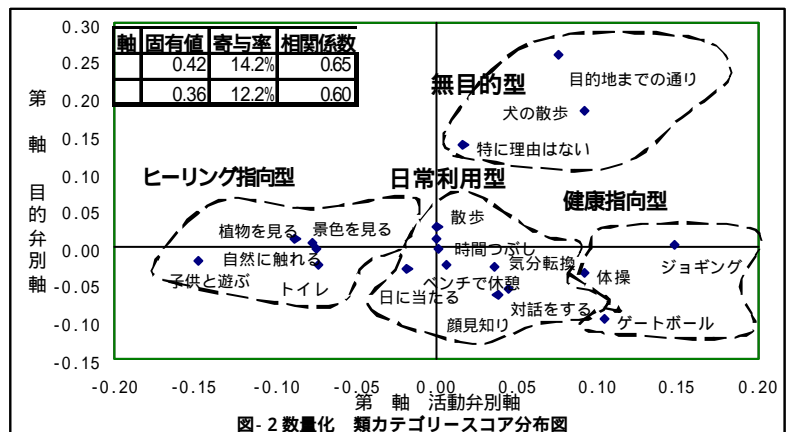 0.30
0.25
0.20
0.15
0.10
0.05
0.00
-0.05
-0.10
-0.15
第 軸 目的弁別軸
軸 固有値 寄与率 相関係数
0.42 14.2% 0.65
0.36 12.2% 0.60
無目的型
目的地までの通り
犬の散歩
特に理由はない
ヒーリング指向型
日常利用型
健康指向型
植物を見る
景色を見る
散歩
自然に触れる
時間つぶし
気分転換
ジョギング
子供と遊ぶ
トイレ
日に当たる
ベンチで休憩
体操
顔見知り
対話をする
ゲートボール
-0.20 -0.15 -0.10 -0.05 0.00 0.05 0.10 0.15 0.20
第 軸 活動弁別軸
図-2 数量化 類カテゴリースコア分布図